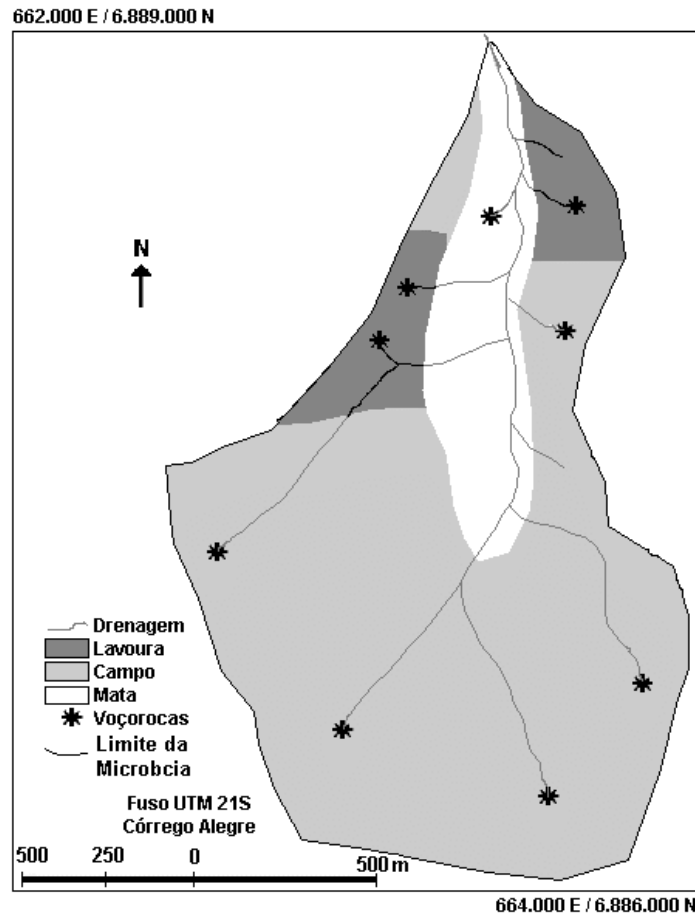 662.000 E / 6.889.000 N
N
Drenagem
Lavoura
Campo
Mata
Voçorocas
Limite da
Microbcia
Fuso UTM 21S
Córrego Alegre
500 250 0 500 m
664.000 E / 6.886.000 N